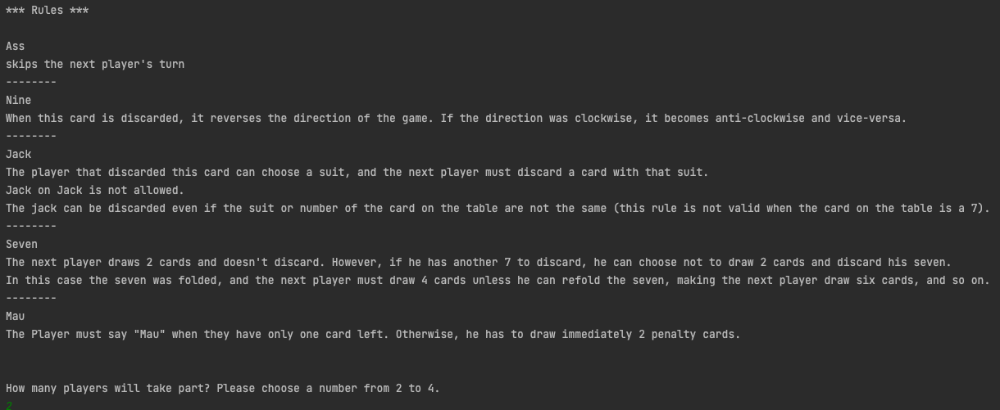 *** Rules ***
Ass
skips the next player's turn
--------
Nine
When this card is discarded, it reverses the direction of the game. If the direction was clockwise, it becomes anti-clockwise and vice-versa.
--------
Jack
The player that discarded this card can choose a suit, and the next player must discard a card with that suit.
Jack on Jack is not allowed.
The jack can be discarded even if the suit or number of the card on the table are not the same (this rule is not valid when the card on the table is a 7).
--------
Seven
The next player draws 2 cards and doesn't discard. However, if he has another 7 to discard, he can choose not to draw 2 cards and discard his seven.
In this case the seven was folded, and the next player must draw 4 cards unless he can refold the seven, making the next player draw six cards, and so on.
--------
Mau
The Player must say "Mau" when they have only one card left. Otherwise, he has to draw immediately 2 penalty cards.
How many players will take part? Please choose a number from 2 to 4.
2